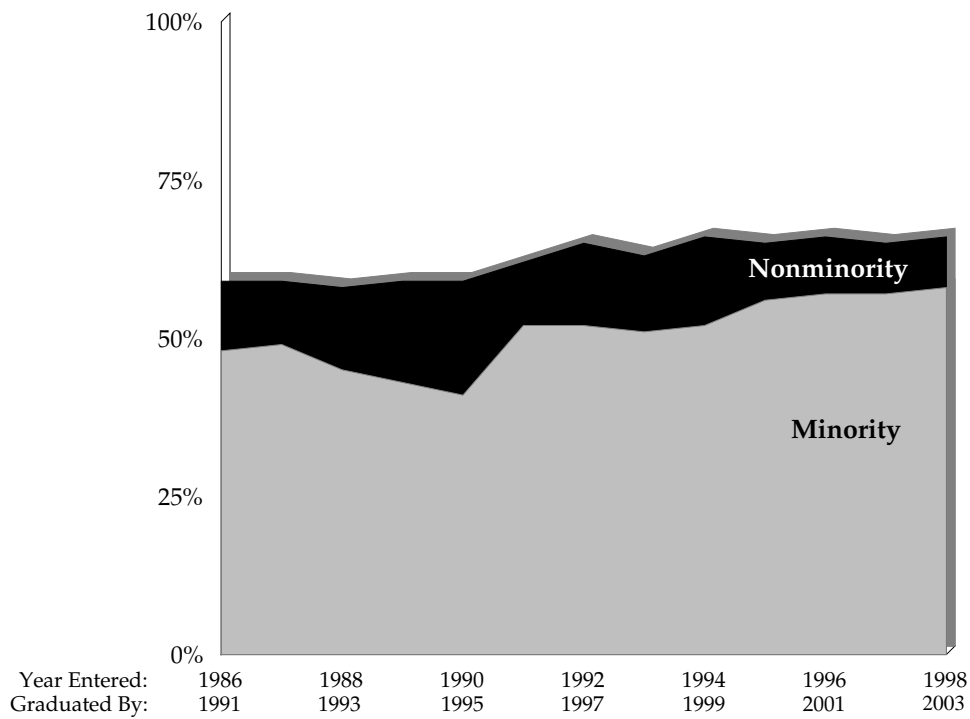 100%
75%
Nonminority
50%
Minority
25%
0%
Year Entered: 1986 1988 1990 1992 1994 1996 1998
Graduated By: 1991 1993 1995 1997 1999 2001 2003